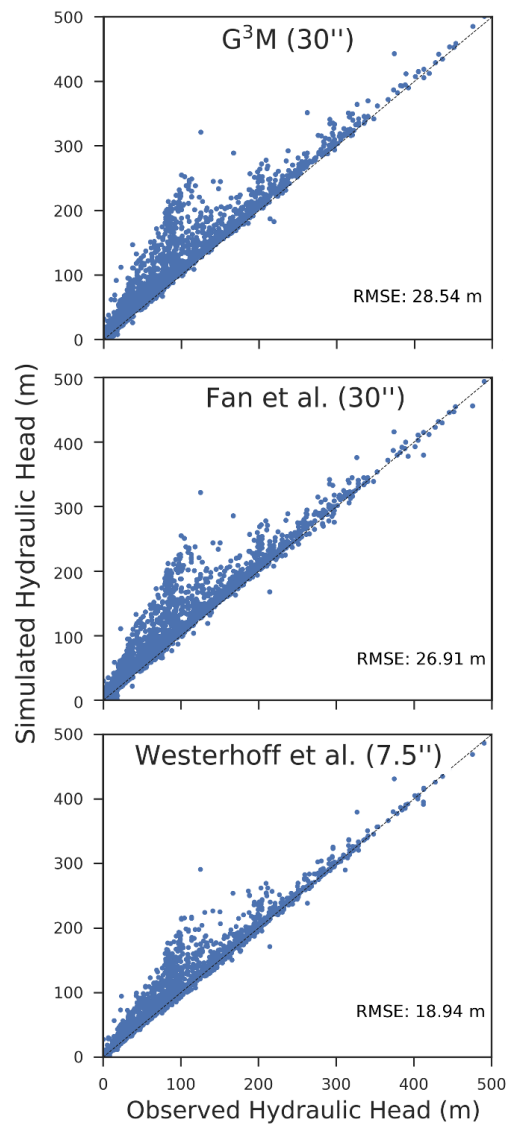 G³M (30'')
500
400
300
200
100
0
RMSE: 28.54 m
Fan et al. (30'')
500
400
300
200
100
0
RMSE: 26.91 m
Simulated Hydraulic Head (m)
Westerhoff et al. (7.5'')
500
400
300
200
100
0
RMSE: 18.94 m
0 100 200 300 400 500
Observed Hydraulic Head (m)